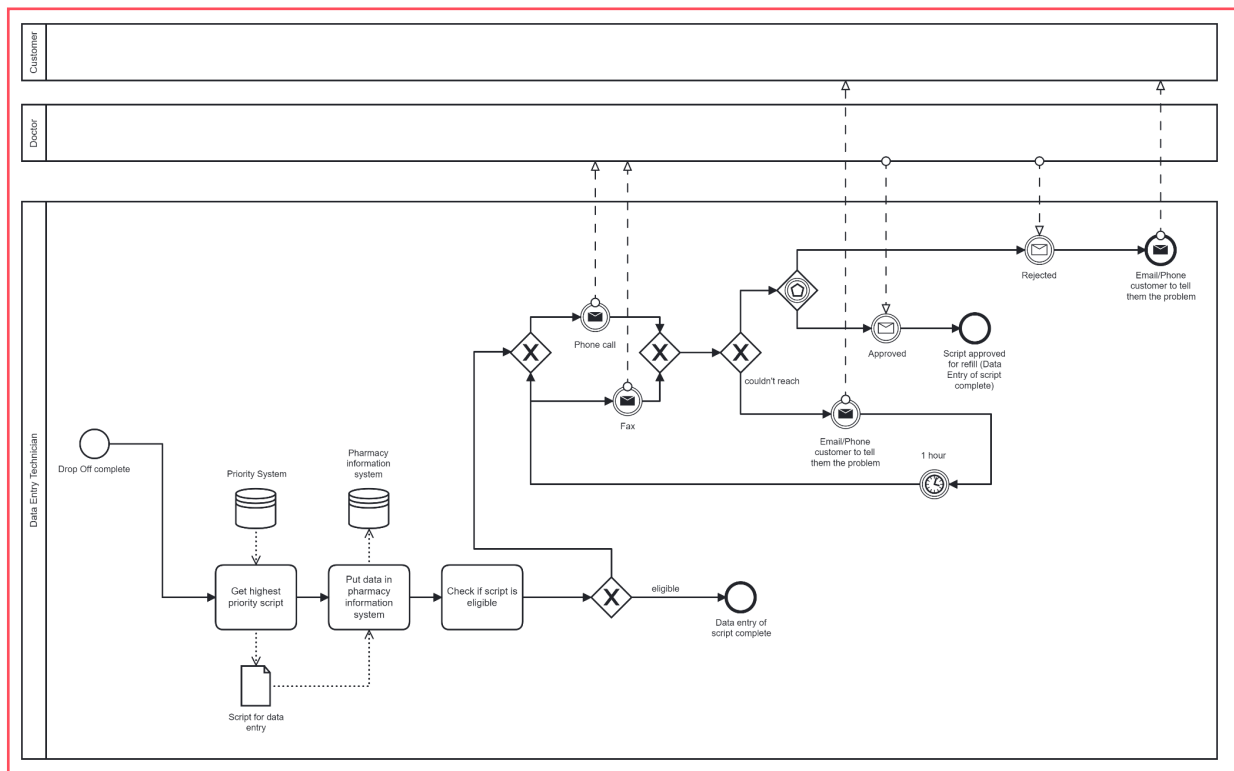 Customer
Doctor
Data Entry Technician
Drop Off complete
Priority System
Pharmacy
information
system
Get highest
priority script
Put data in
pharmacy
information
system
Check if script is
eligible
Script for data
entry
eligible
Data entry of
script complete
Phone call
Fax
couldn't reach
Email/Phone
customer to tell
them the problem
1 hour
Approved
Script approved
for refill (Data
Entry of script
complete)
Rejected
Email/Phone
customer to tell
them the problem